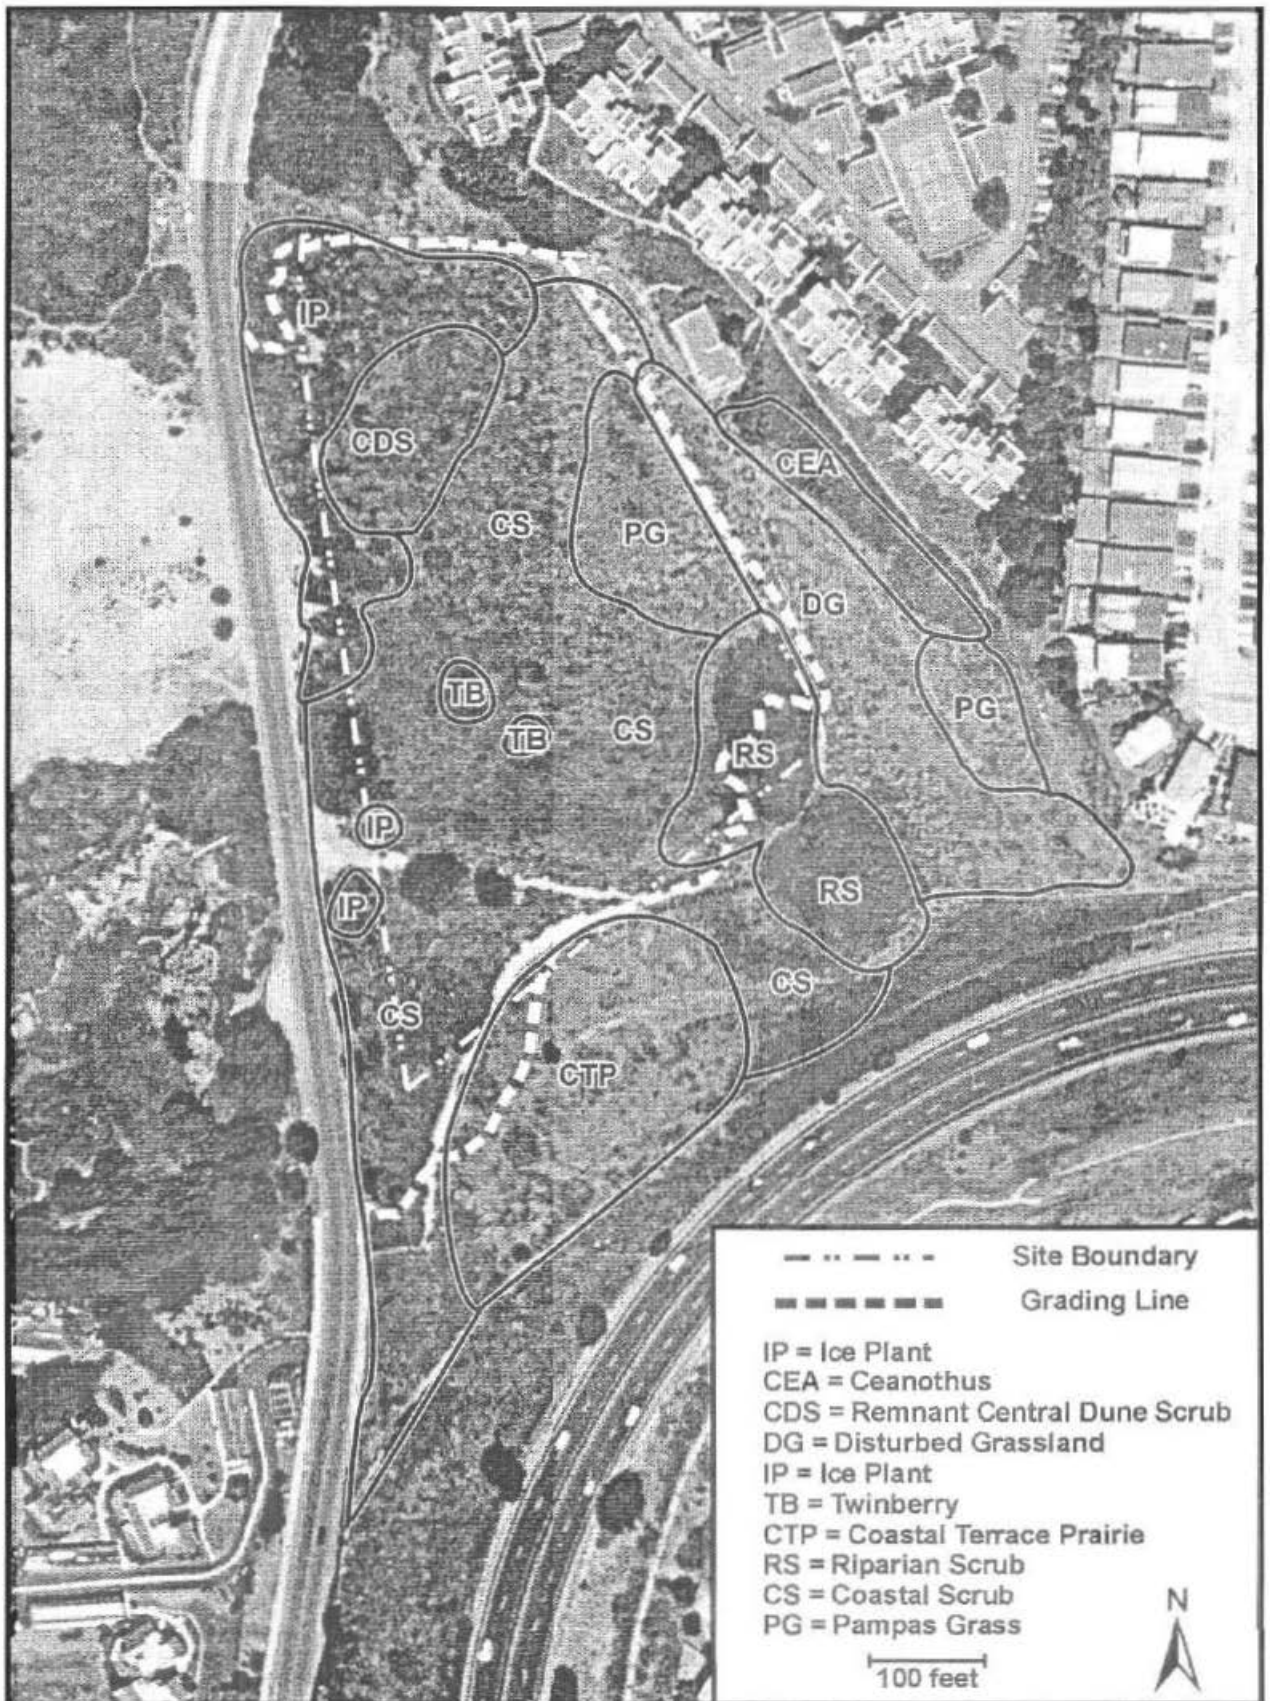 IP
CDS
CEA
CS
PG
DG
TB
PG
TB
CS
RS
IP
RS
IP
CS
CS
CTP
Site Boundary
Grading Line
IP = Ice Plant
CEA = Ceanothus
CDS = Remnant Central Dune Scrub
DG = Disturbed Grassland
IP = Ice Plant
TB = Twinberry
CTP = Coastal Terrace Prairie
RS = Riparian Scrub
CS = Coastal Scrub
PG = Pampas Grass
N
100 feet